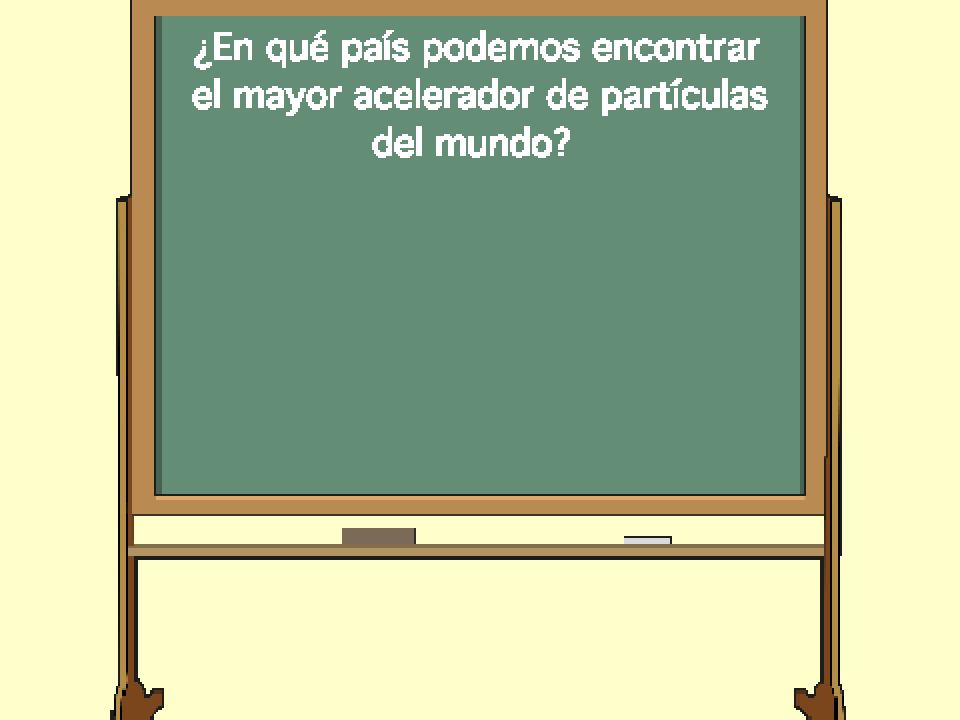 ¿En qué país podemos encontrar
el mayor acelerador de partículas
del mundo?